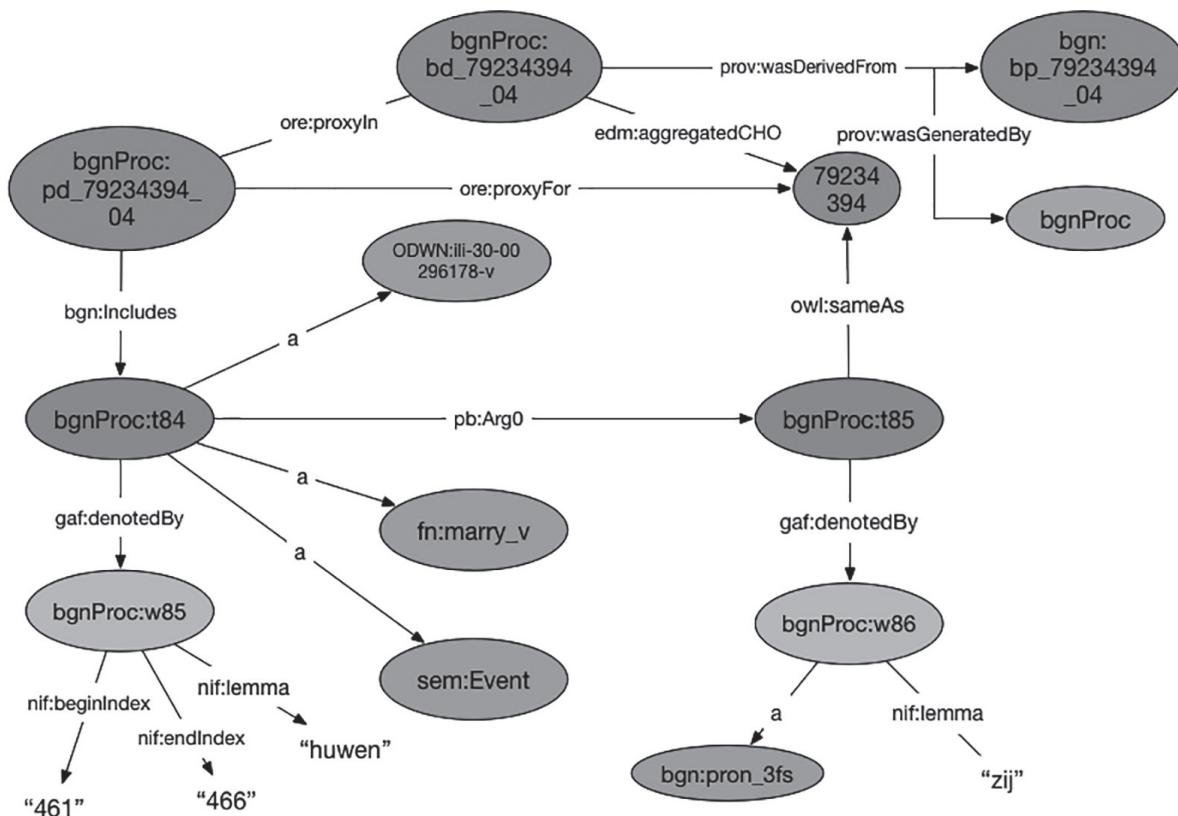 bgnProc:
bd_79234394
_04
prov:wasDerivedFrom
bgn:
bp_79234394
_04
ore:proxyIn
edm:aggregatedCHO
prov:wasGeneratedBy
bgnProc:
pd_79234394_
04
ore:proxyFor
79234
394
bgnProc
ODWN:ili-30-00
296178-v
bgn:Includes
a
owl:sameAs
bgnProc:t84
pb:Arg0
bgnProc:t85
a
gaf:denotedBy
fn:marry_v
gaf:denotedBy
a
bgnProc:w85
bgnProc:w86
sem:Event
nif:beginIndex
nif:lemma
nif:endIndex
"huwen"
a
nif:lemma
"461"
"466"
bgn:pron_3fs
"zij"